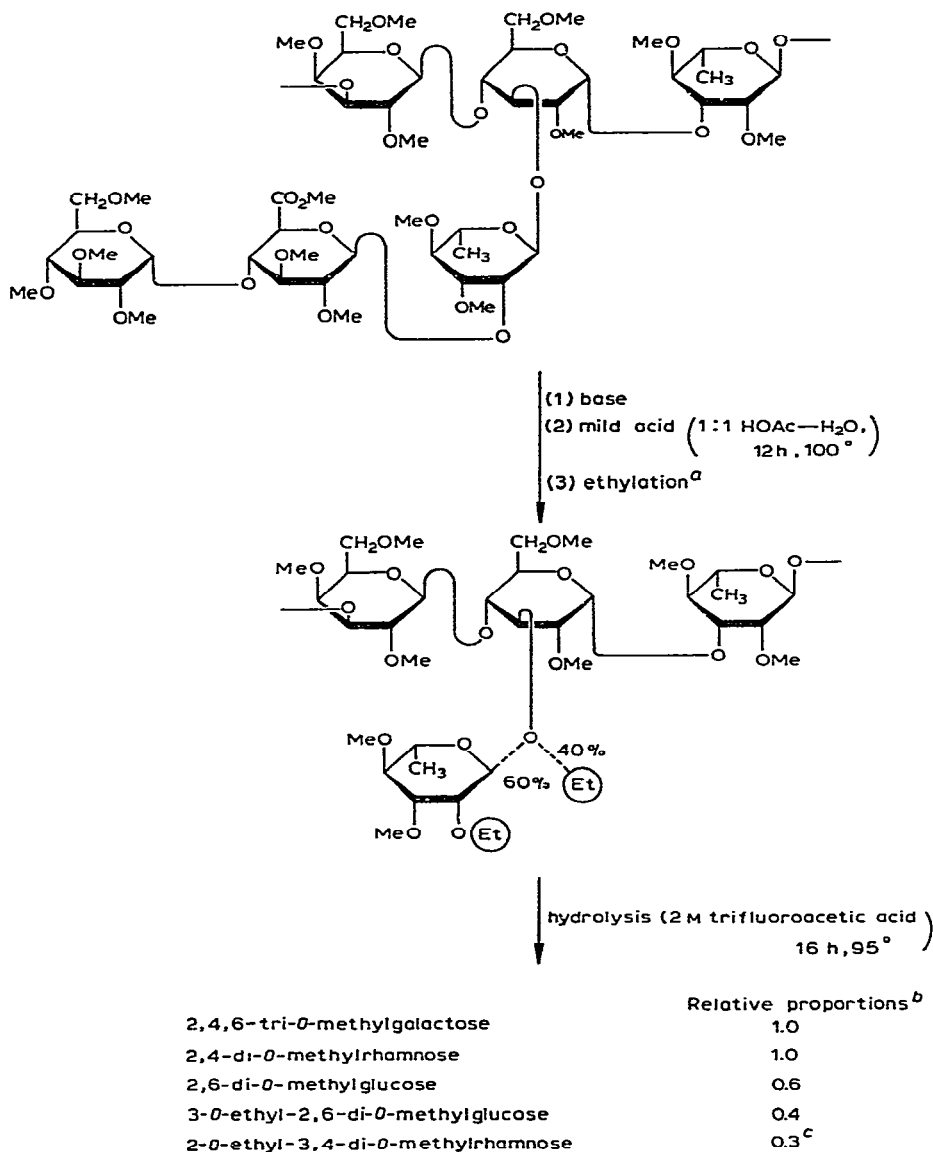 CH2OMe CH2OMe
MeO O O MeO O O
CH3
O OMe O OMe O OMe
O
CH2OMe CO2Me MeO O
O O CH3
OMe OMe OMe
MeO OMe O OMe O
(1) base
(2) mild acid (1:1 HOAc—H2O,
12h, 100°)
(3) ethylation a
CH2OMe CH2OMe
MeO O O MeO O O
CH3
O OMe O OMe O OMe
MeO O O 40%
CH3 60% Et
MeO O Et
hydrolysis (2 M trifluoroacetic acid
16 h, 95°)
Relative proportions b
2,4,6-tri-O-methylgalactose 1.0
2,4-di-O-methylrhamnose 1.0
2,6-di-O-methylglucose 0.6
3-O-ethyl-2,6-di-O-methylglucose 0.4
2-O-ethyl-3,4-di-O-methylrhamnose 0.3 c